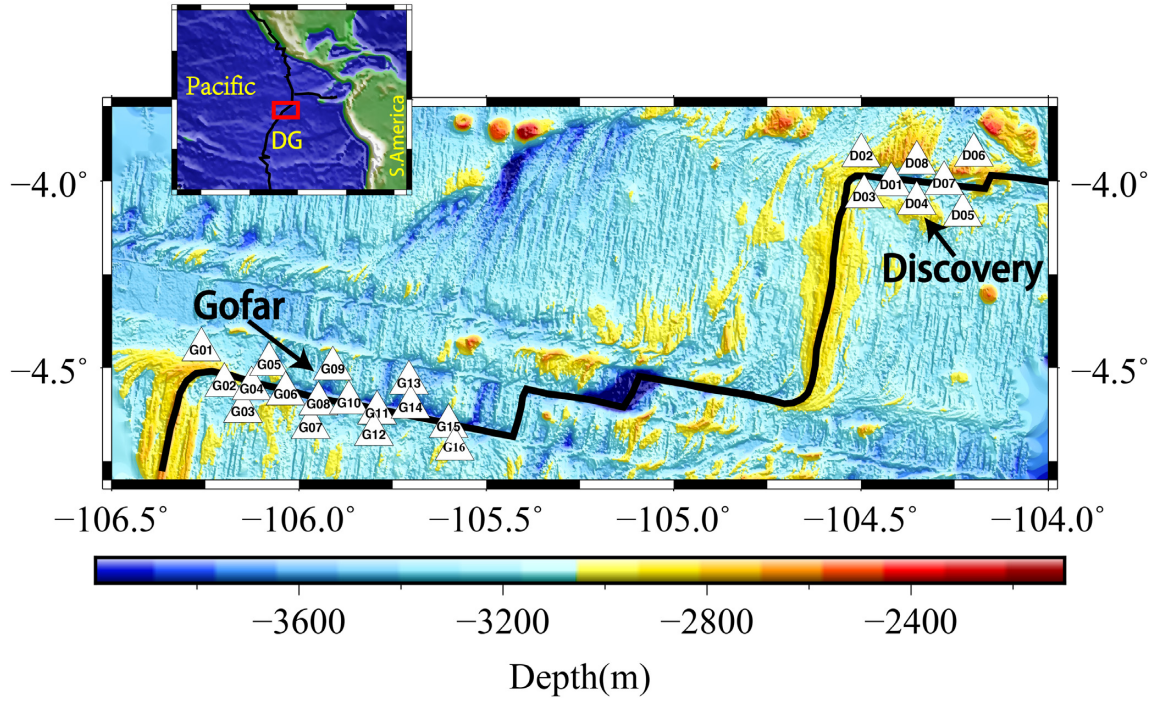 Pacific
DG
S.America
−4.0°
−4.5°
−4.0°
−4.5°
D02
D08
D06
D01
D07
D03
D04
D05
Discovery
Gofar
G01
G05
G09
G02
G04
G06
G13
G03
G08
G10
G11
G14
G07
G12
G15
G16
−106.5°
−106.0°
−105.5°
−105.0°
−104.5°
−104.0°
−3600
−3200
−2800
−2400
Depth(m)